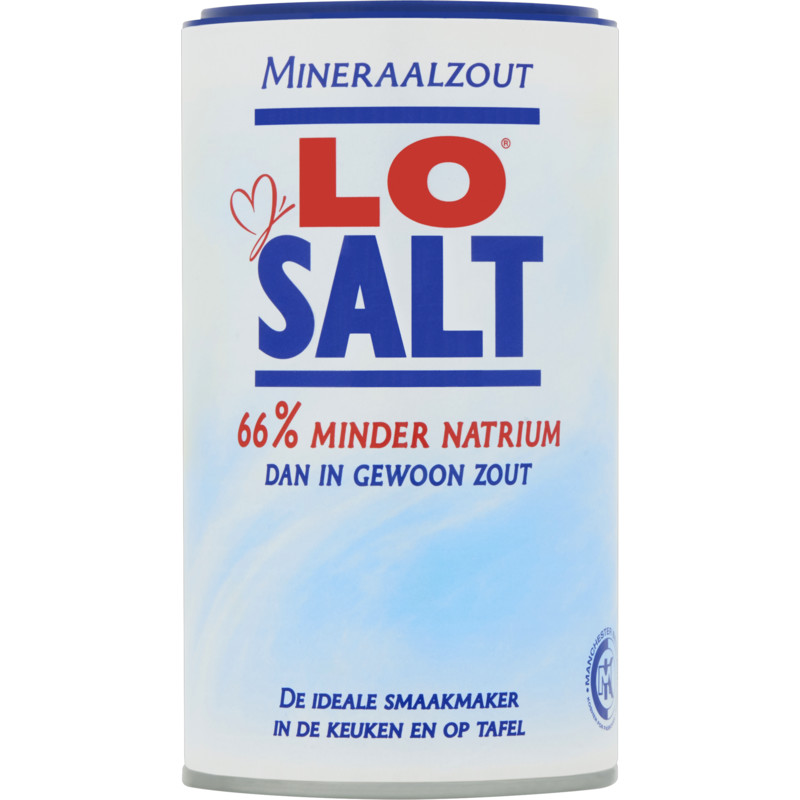 MINERAALZOUT
LO®
SALT
66% MINDER NATRIUM
DAN IN GEWOON ZOUT
MANCHESTER
DE IDEALE SMAAKMAKER
IN DE KEUKEN EN OP TAFEL